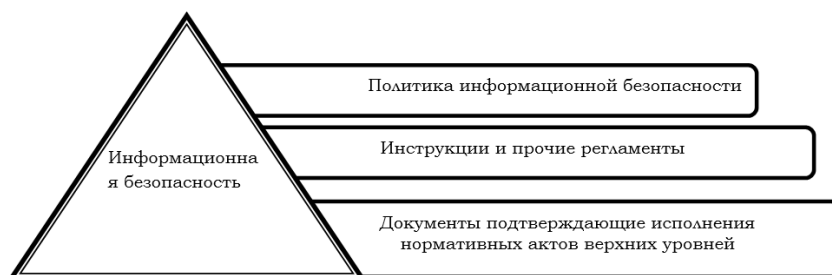 Политика информационной безопасности
Инструкции и прочие регламенты
Информационна
я безопасность
Документы подтверждающие исполнения
нормативных актов верхних уровней